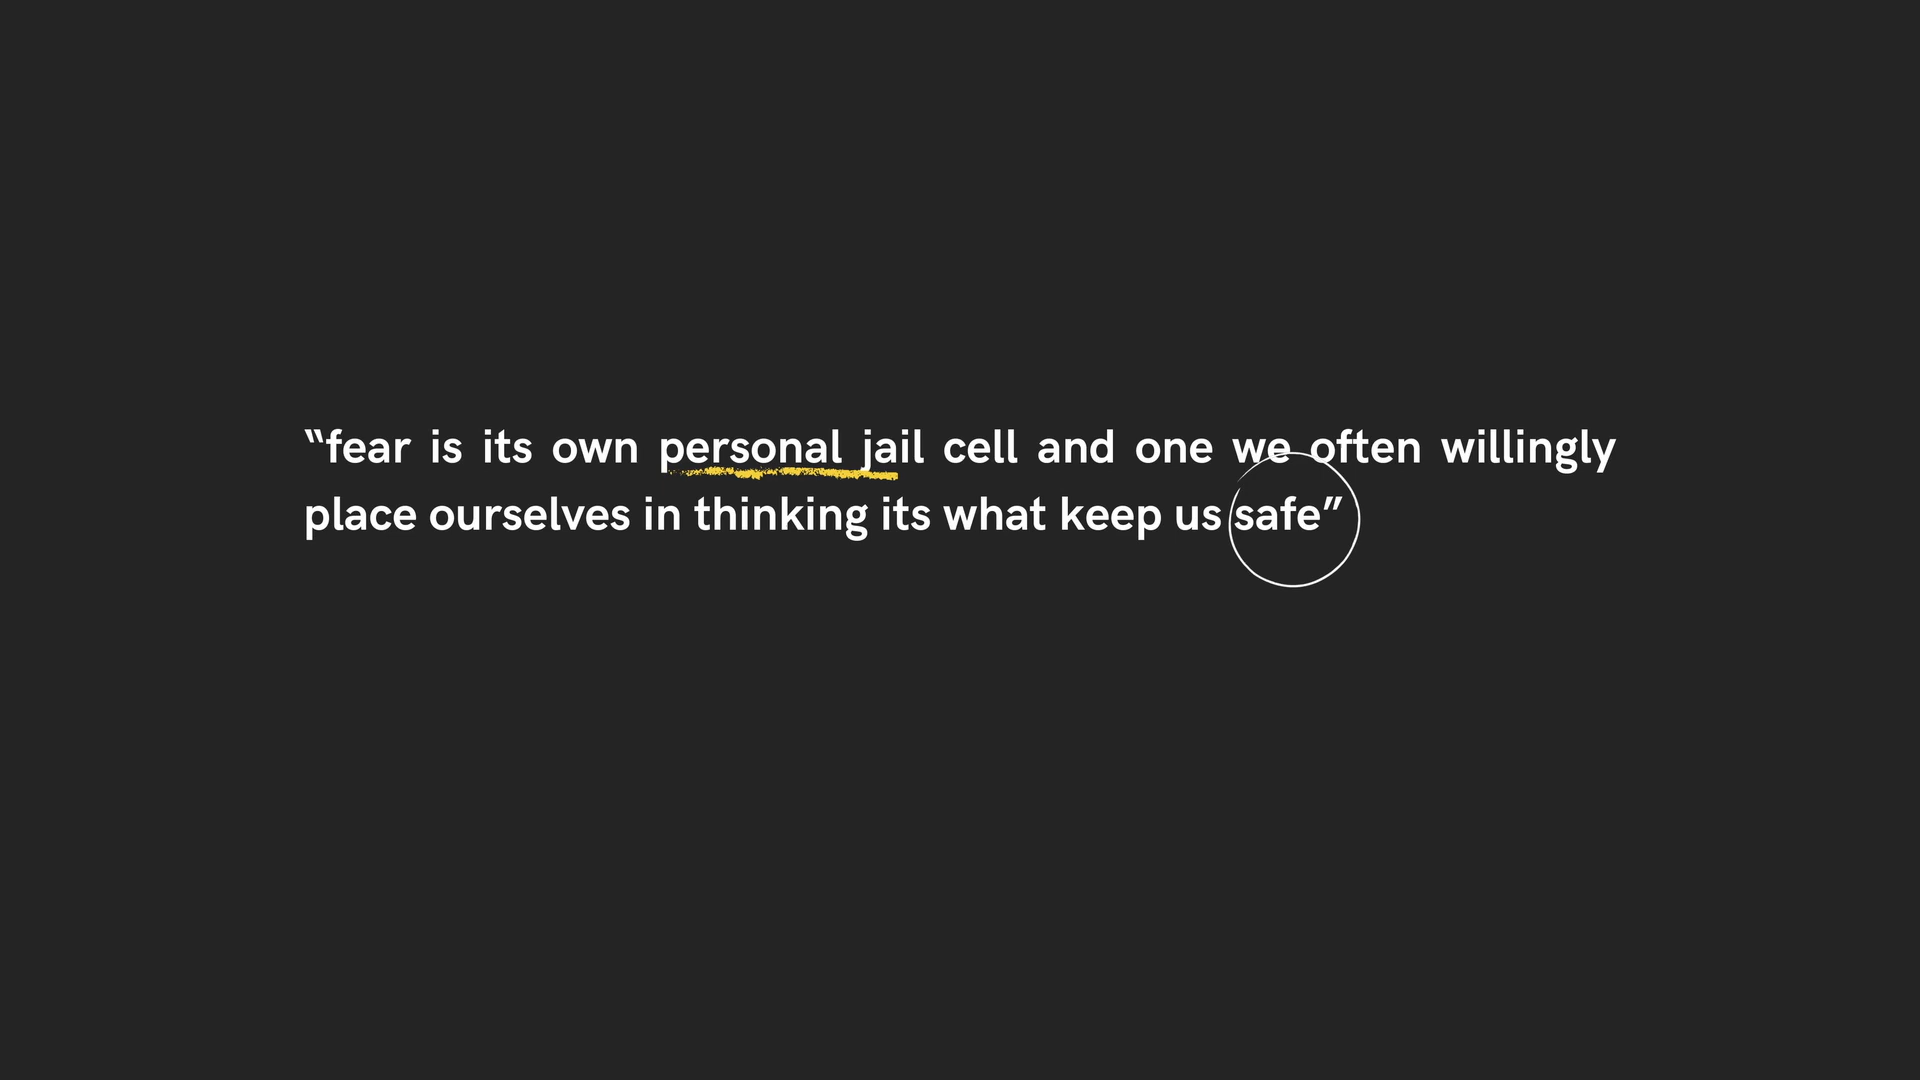 “fear is its own personal jail cell and one we often willingly
place ourselves in thinking its what keep us safe”